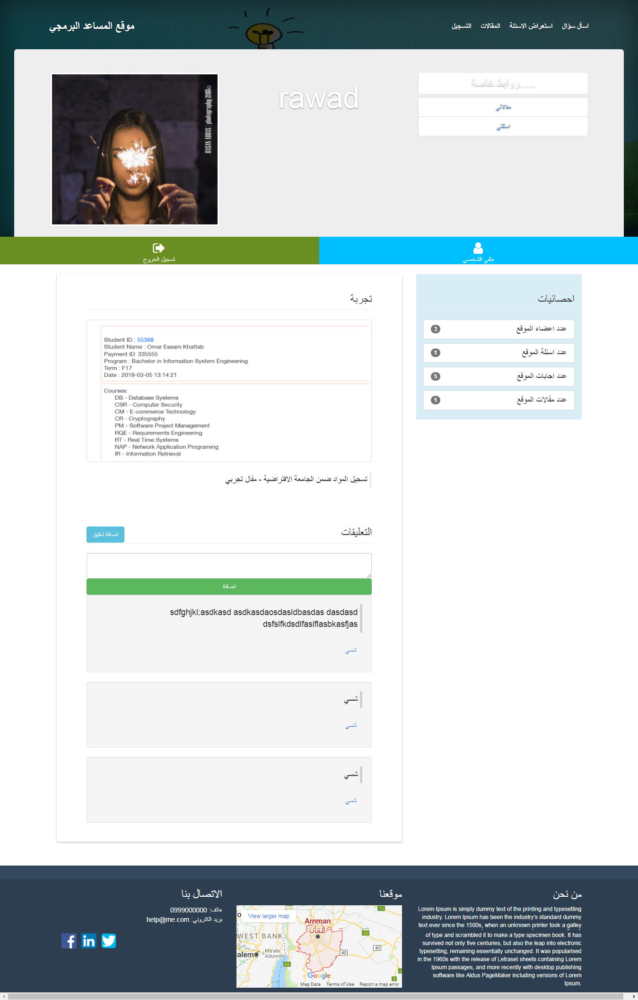 موقع المساعد البرمجي
اسأل سؤال
استعراض الاسئلة
المقالات
التسجيل
HASAN ABBAS | photography 2018©
rawad
روابط خاصة.....
مقالاتي
اسئلتي
تسجيل الخروج
ملفي الشخصي
احصائيات
عدد اعضاء الموقع 3
عدد اسئلة الموقع 1
عدد اجابات الموقع 5
عدد مقالات الموقع 1
تجربة
Student ID : 55388
Student Name : Omar Essam Khattab
Payment ID: 335555
Program : Bachelor in Information System Engineering
Term : F17
Date : 2018-03-05 13:14:21
Courses:
DB - Database Systems
CSR - Computer Security
CM - E-commerce Technology
CR - Cryptography
PM - Software Project Management
RQE - Requirements Engineering
RT - Real Time Systems
NAP - Network Application Programing
IR - Information Retrieval
تسجيل المواد ضمن الجامعة الافتراضية - مقال تجربي
التعليقات
اضافة تعليق
اضافة
sdfghjkl;asdkasd asdkasdaosdasldbasdas dasdasd
dsfslfkdsdlfaslflasbkasfjas
شسي
شسي
شسي
شسي
شسي
من نحن
Lorem Ipsum is simply dummy text of the printing and typesetting
industry. Lorem Ipsum has been the industry's standard dummy
text ever since the 1500s, when an unknown printer took a galley
of type and scrambled it to make a type specimen book. It has
survived not only five centuries, but also the leap into electronic
typesetting, remaining essentially unchanged. It was popularised
in the 1960s with the release of Letraset sheets containing Lorem
Ipsum passages, and more recently with desktop publishing
software like Aldus PageMaker including versions of Lorem
Ipsum.
موقعنا
View larger map
Amman
عمّان
WEST BANK
Ma'ale
Adumim
salem
10
30
40
40
65
5
3
Google
Map Data
Terms of Use
Report a map error
الاتصال بنا
هاتف: 0999000000
بريد الكتروني: help@me.com